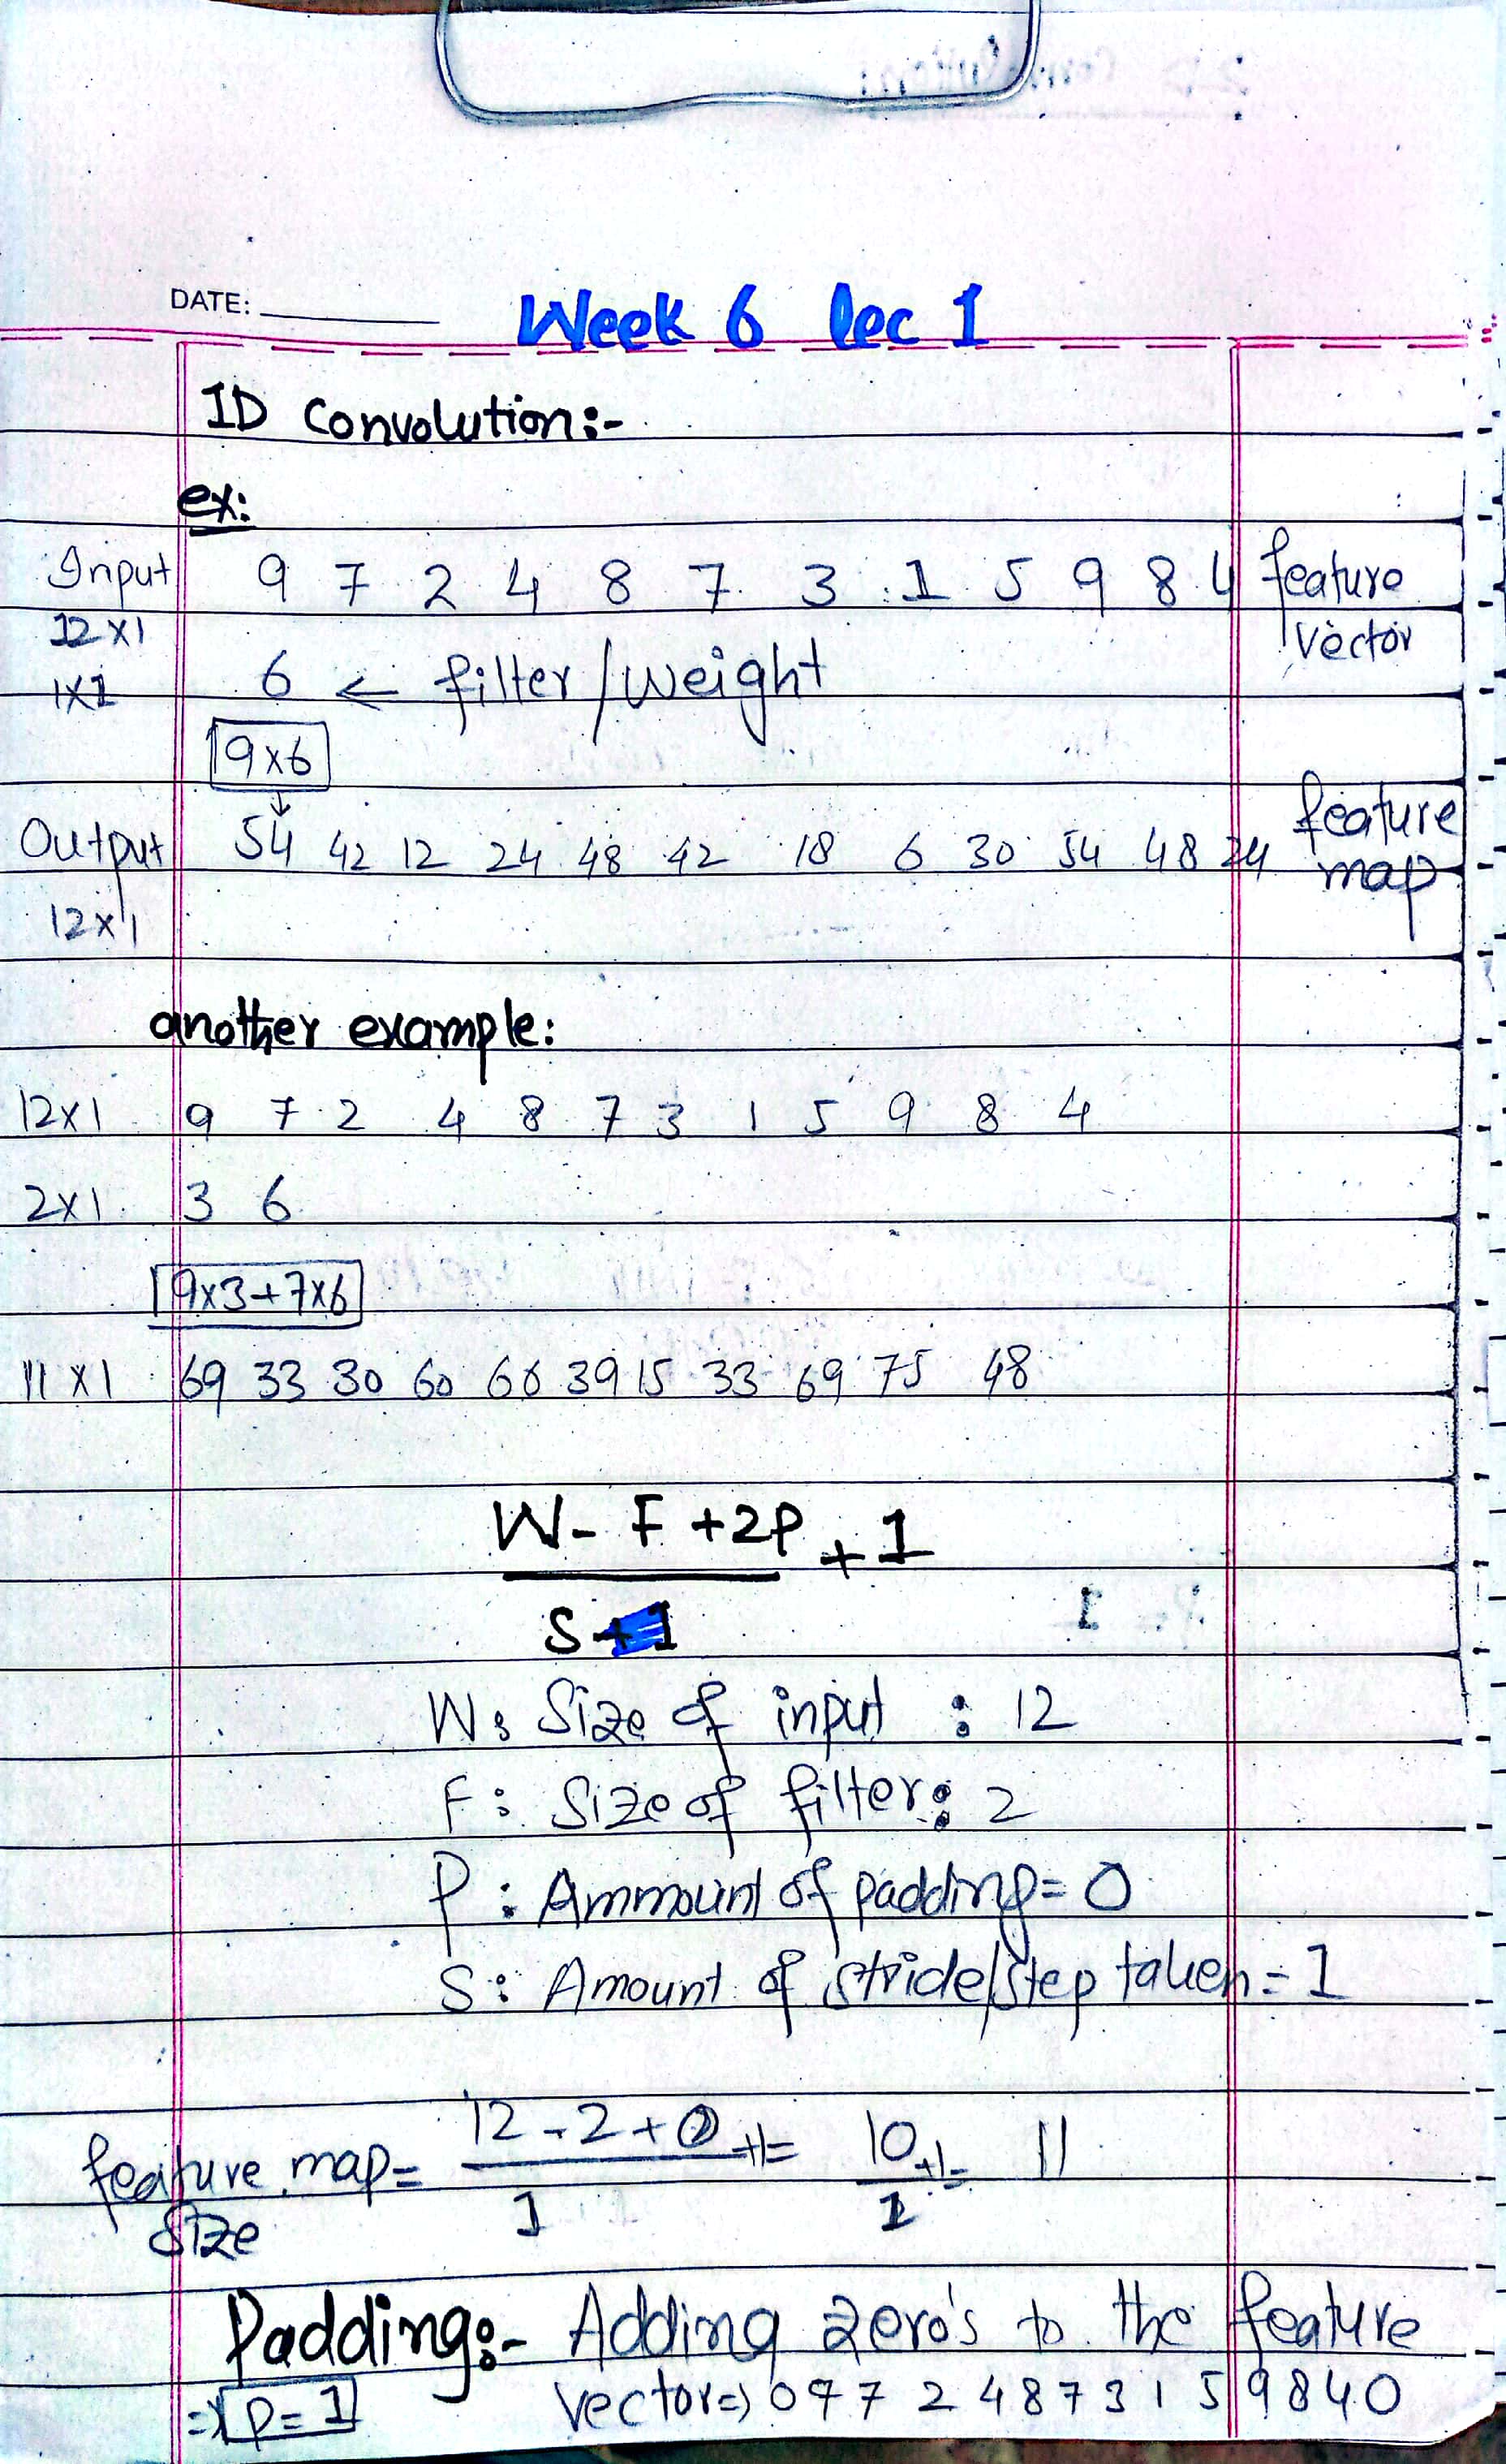 DATE:
Week 6 lec 1
1D Convolution:-
ex:
Input 9 7 2 4 8 7 3 1 5 9 8 4 feature
12x1 vector
1x1 6 ← filter/weight
9x6
↓
Output 54 42 12 24 48 42 18 6 30 54 48 24 feature
map
12x1
another example:
12x1 9 7 2 4 8 7 3 1 5 9 8 4
2x1 3 6
9x3+7x6
11x1 69 33 30 60 66 39 15 33 69 75 48
W- F +2P + 1
S
W: Size of input : 12
F: Size of filter: 2
P: Ammount of padding= 0
S: Amount of stride/step taken = 1
feature map= 12-2+0 +1= 10 +1= 11
size 1 1
Padding:- Adding zero's to the feature
=> P=1 vector=> 0 9 7 2 4 8 7 3 1 5 9 8 4 0